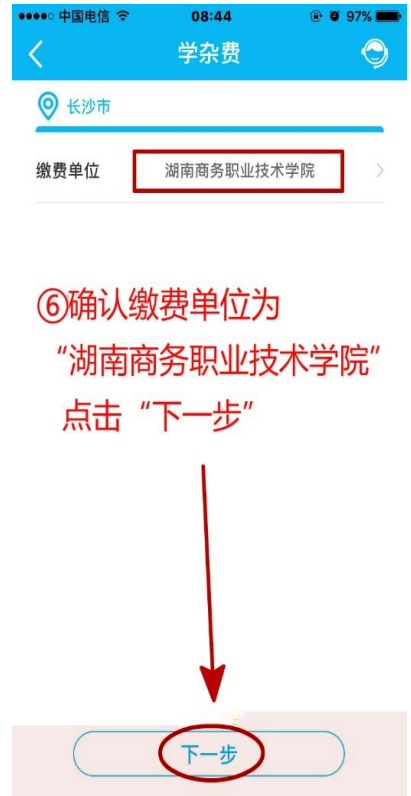 中国电信 08:44 97%
学杂费
长沙市
缴费单位 湖南商务职业技术学院
⑥确认缴费单位为
“湖南商务职业技术学院”
点击“下一步”
下一步